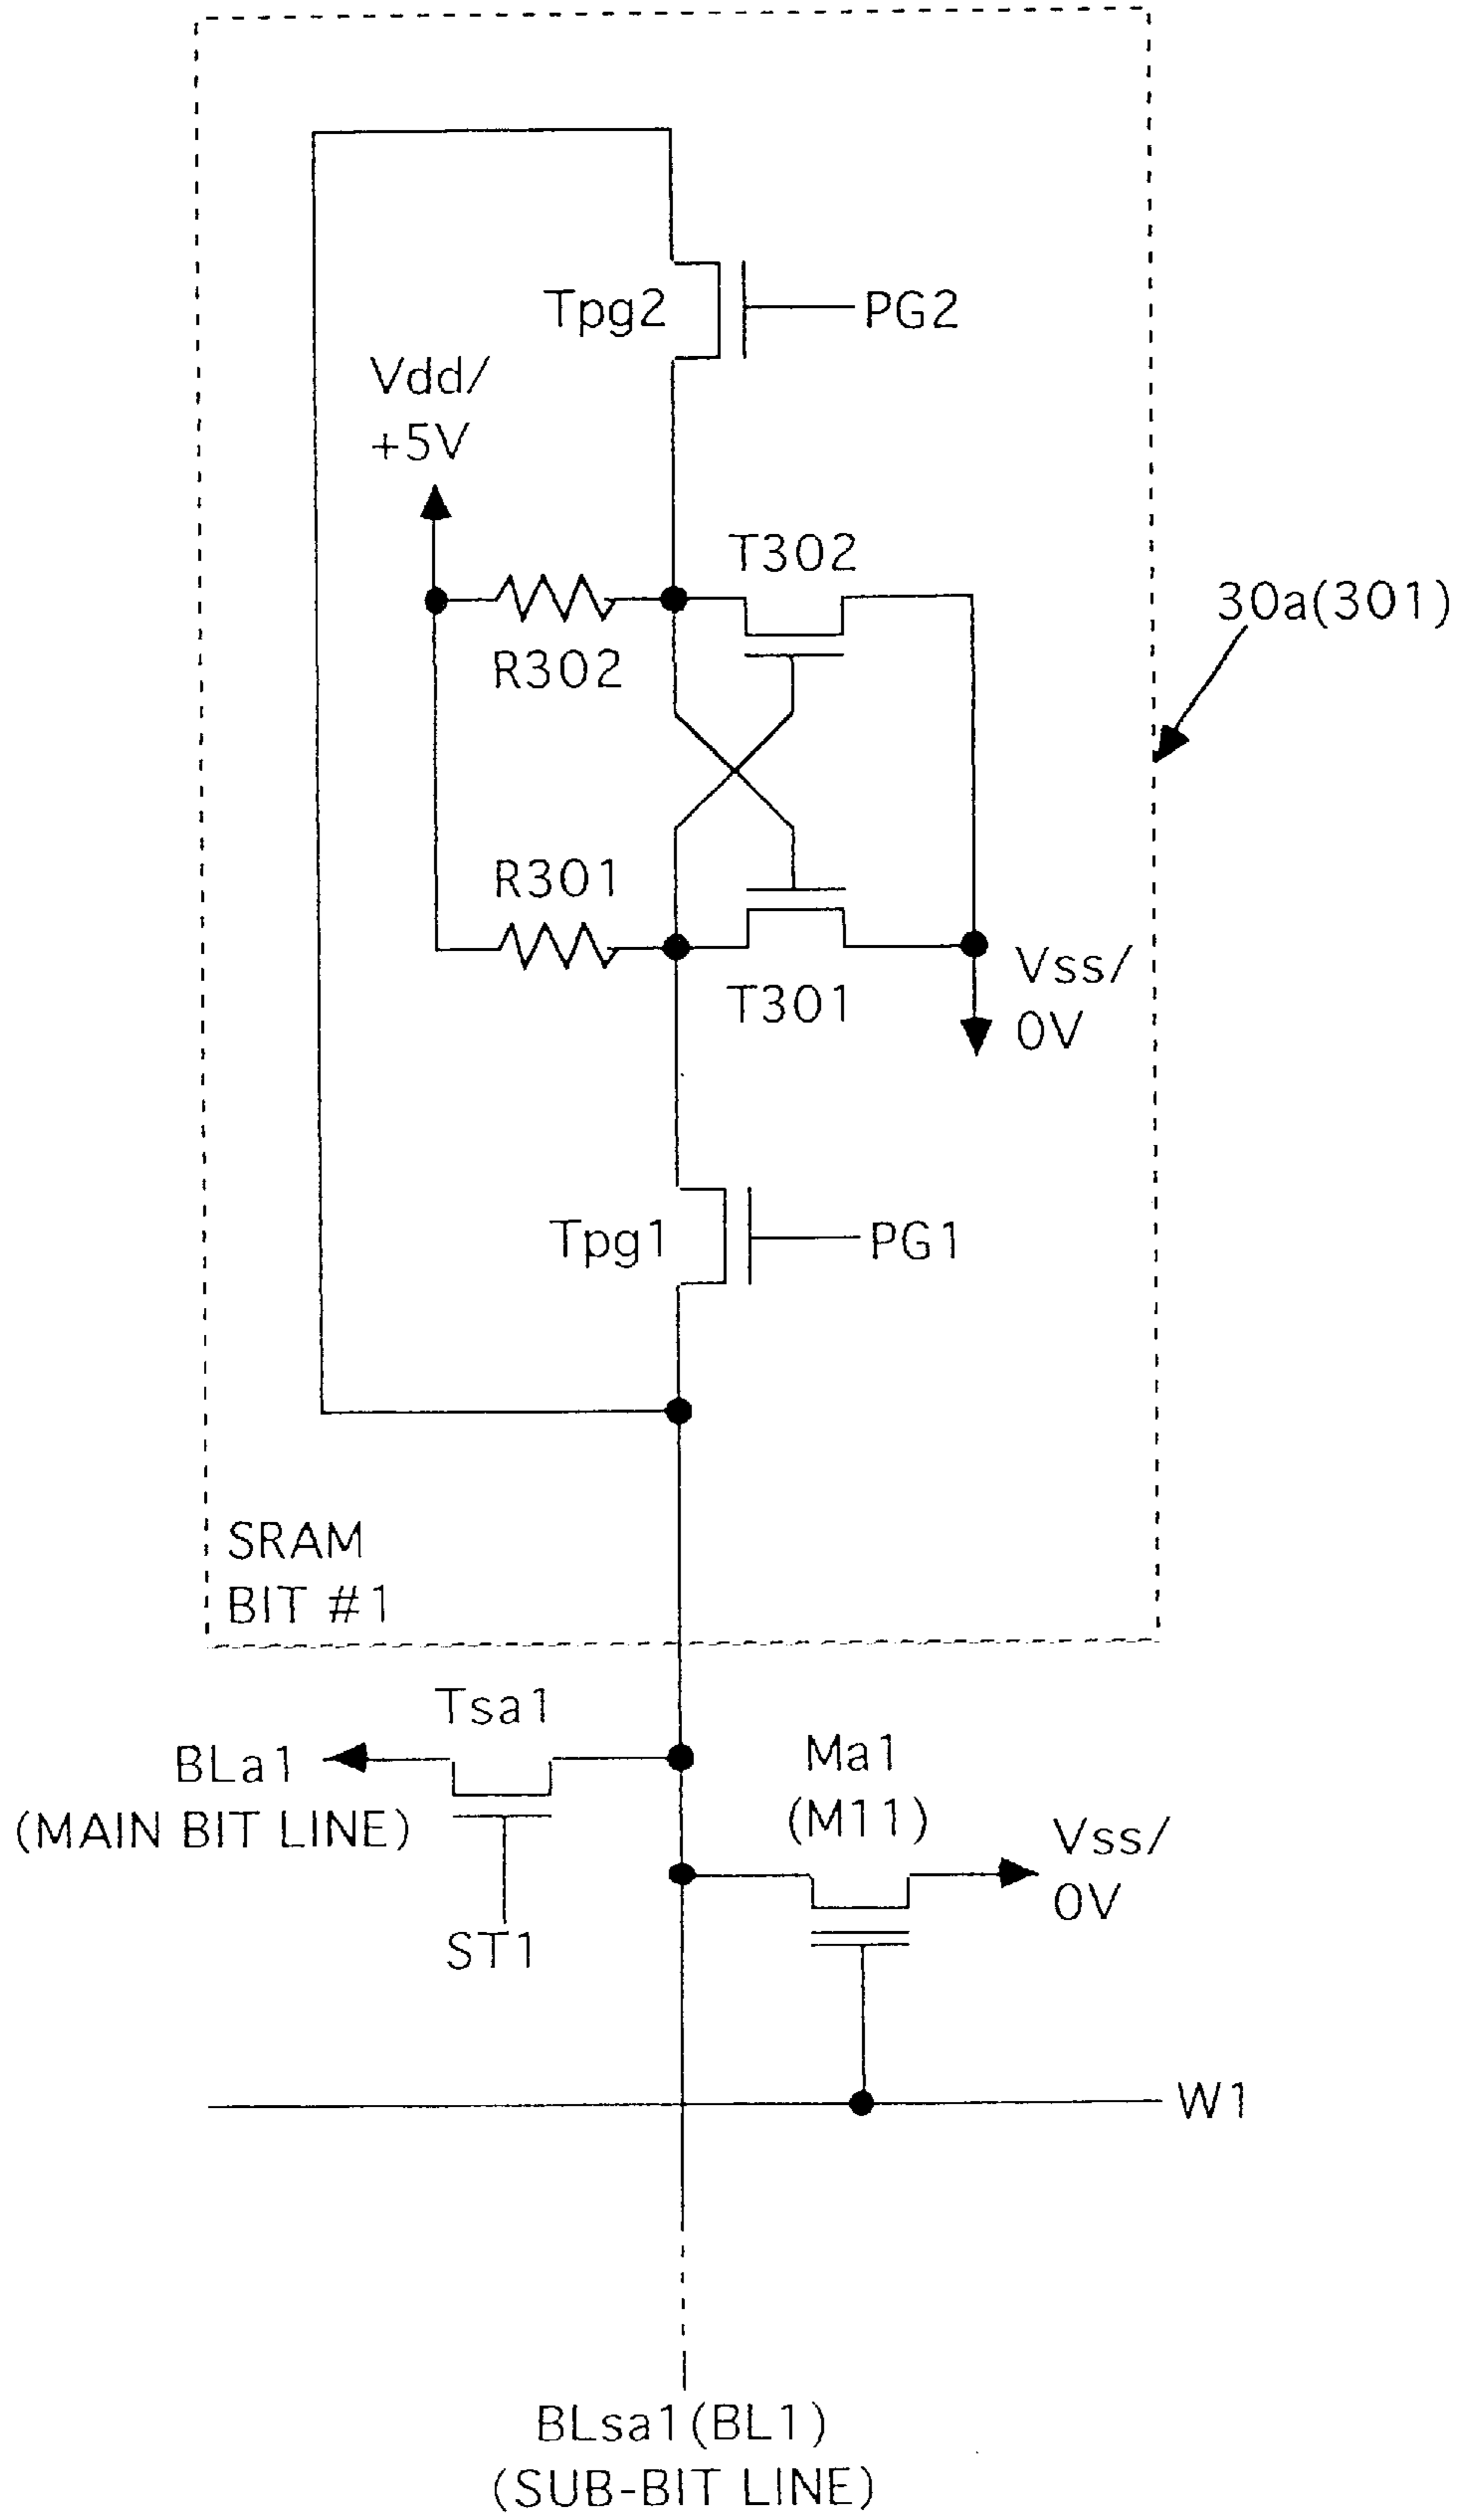 Tpg2
PG2
Vdd/
+5V
T302
30a(301)
R302
R301
Vss/
0V
T301
Tpg1
PG1
SRAM
BIT #1
Tsa1
BLa1
(MAIN BIT LINE)
Ma1
(M11)
Vss/
0V
ST1
W1
BLsa1(BL1)
(SUB-BIT LINE)